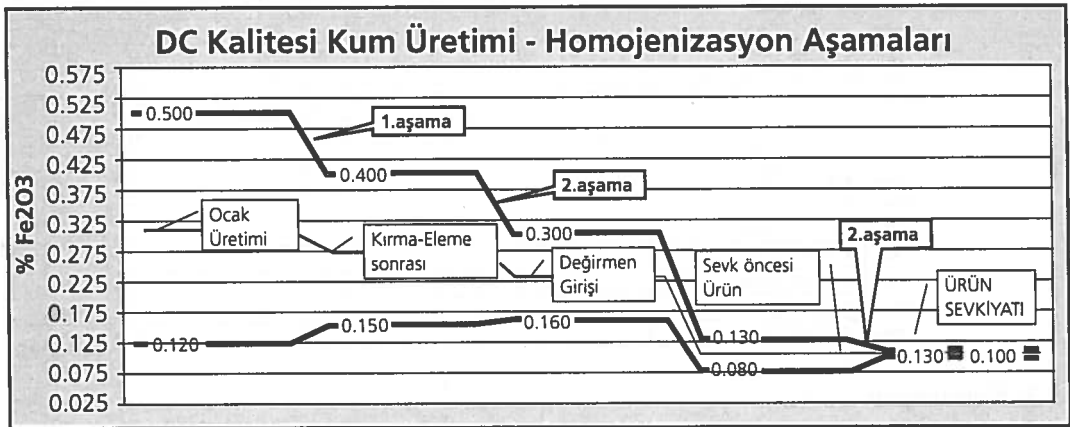 DC Kalitesi Kum Üretimi - Homojenizasyon Aşamaları
% Fe2O3
0.575
0.525
0.475
0.425
0.375
0.325
0.275
0.225
0.175
0.125
0.075
0.025
0.500
1.aşama
0.400
2.aşama
0.300
Ocak
Üretimi
Kırma-Eleme
sonrası
Değirmen
Girişi
Sevk öncesi
Ürün
2.aşama
ÜRÜN
SEVKİYATI
0.120
0.150
0.160
0.130
0.080
0.130
0.100